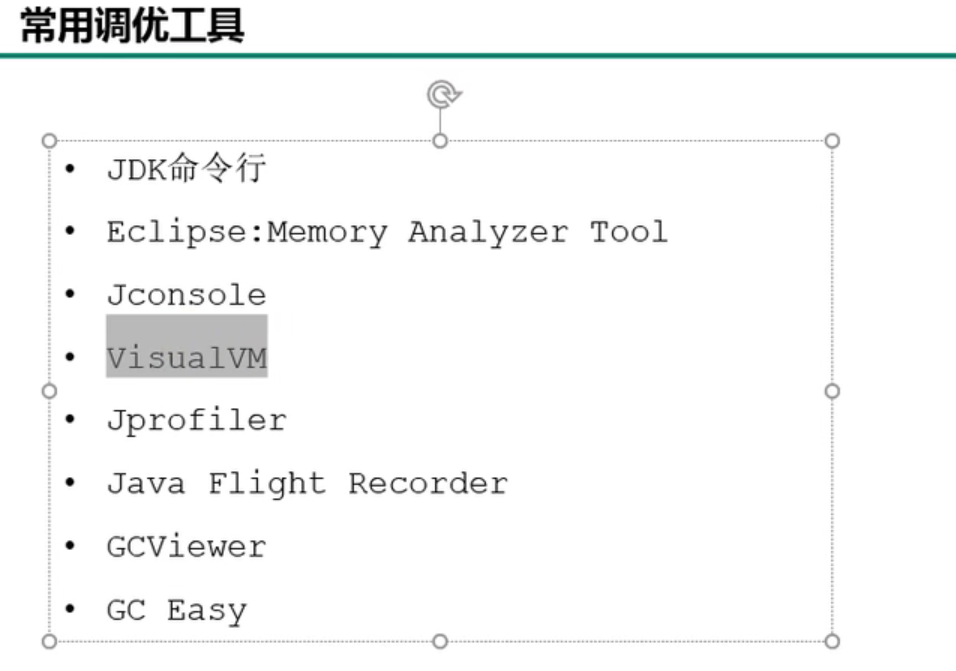 常用调优工具
• JDK命令行
• Eclipse:Memory Analyzer Tool
• Jconsole
• VisualVM
• Jprofiler
• Java Flight Recorder
• GCViewer
• GC Easy